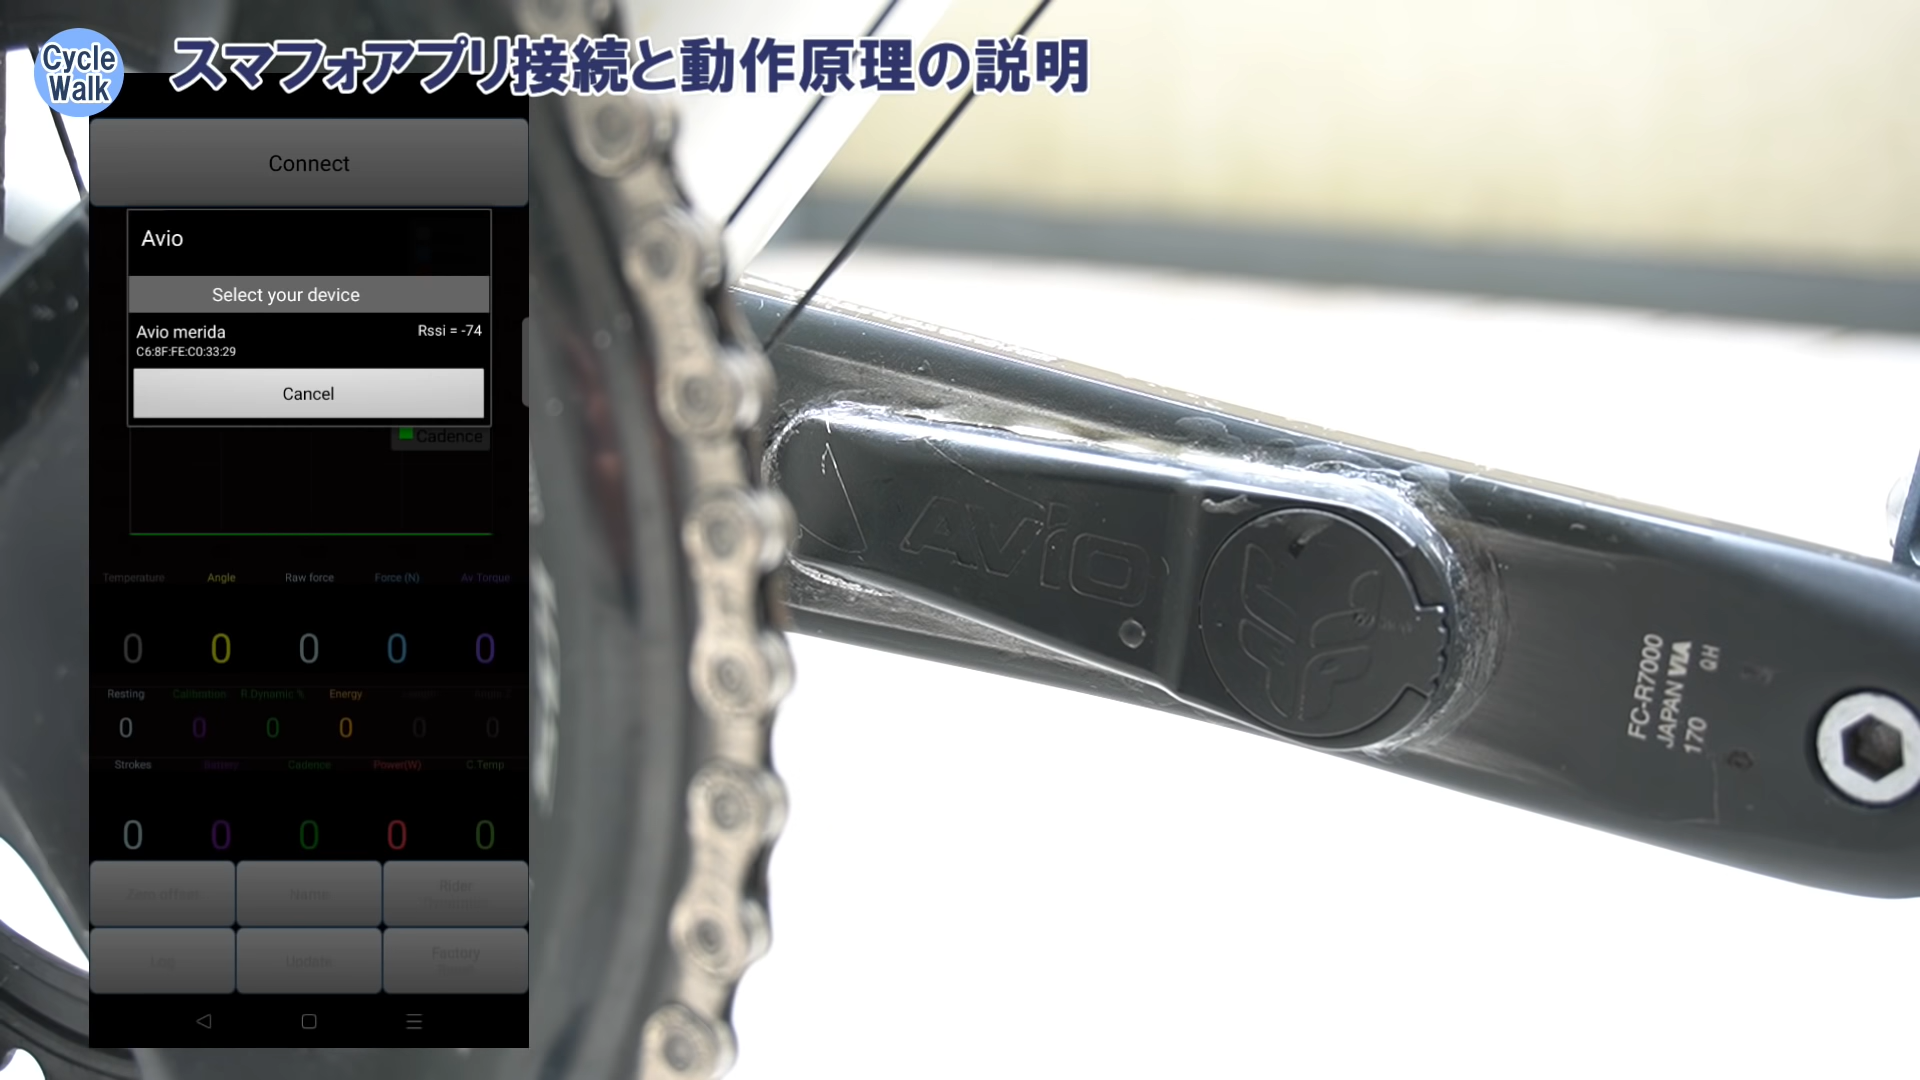 Cycle
Walk
スマフォアプリ接続と動作原理の説明
Connect
Avio
Select your device
Avio merida
Rssi = -74
C6:8F:FE:C0:33:29
Cancel
Cadence
Temperature Angle Raw force Force (N) Av Torque
0 0 0 0 0
Resting Calibration R.Dynamic % Energy
0 0 0 0 0 0
Strokes Battery Cadence Power(W) C.Temp
0 0 0 0 0
Zero offset Name Rider
Log Update Factory
AViO
FC-R7000
JAPAN VIA QH
170